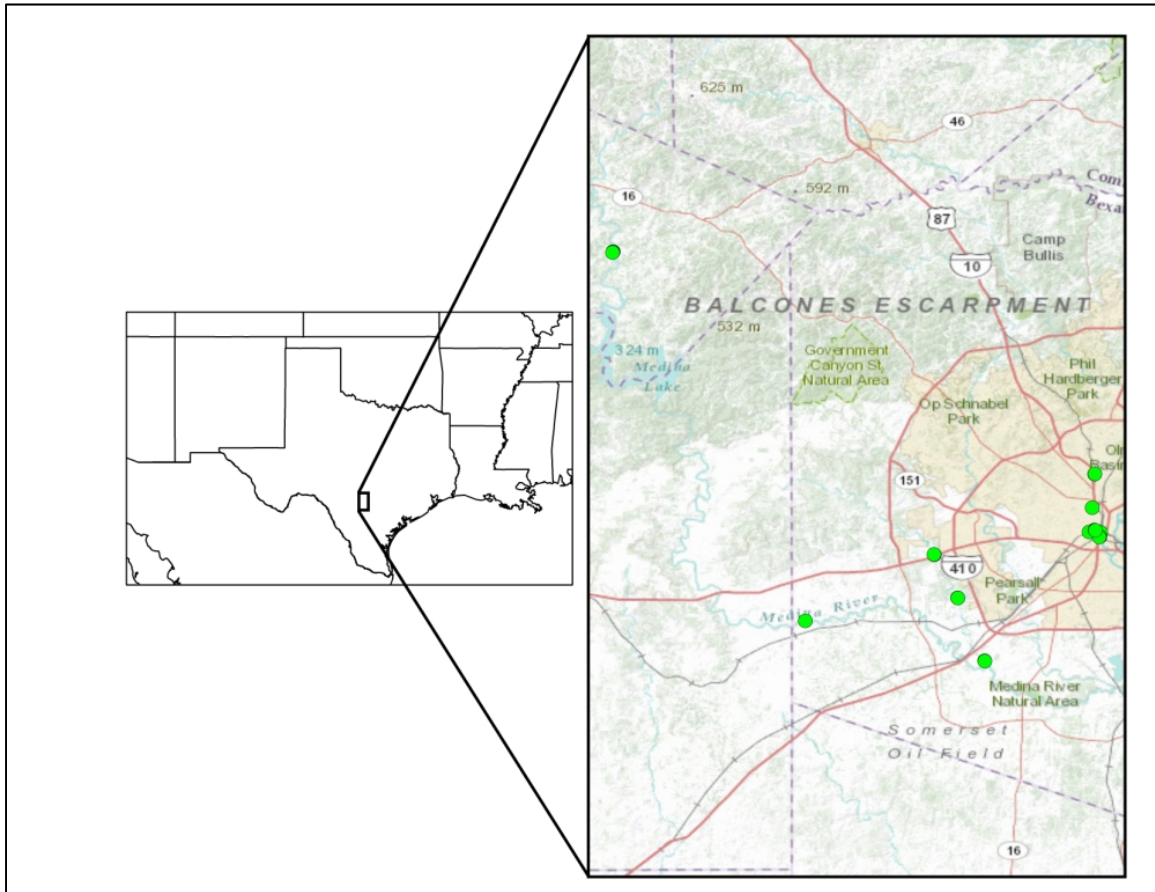 625 m
46
Com
16
592 m
Bexa
87
Camp
Bullis
10
BALCONES ESCARPMENT
532 m
324 m
Medina
Lake
Government
Canyon St
Natural Area
Phil
Hardberger
Park
Op Schnabel
Park
Olm
Basin
151
410
Pearsall
Park
Medina River
Medina River
Natural Area
Somerset
Oil Field
16